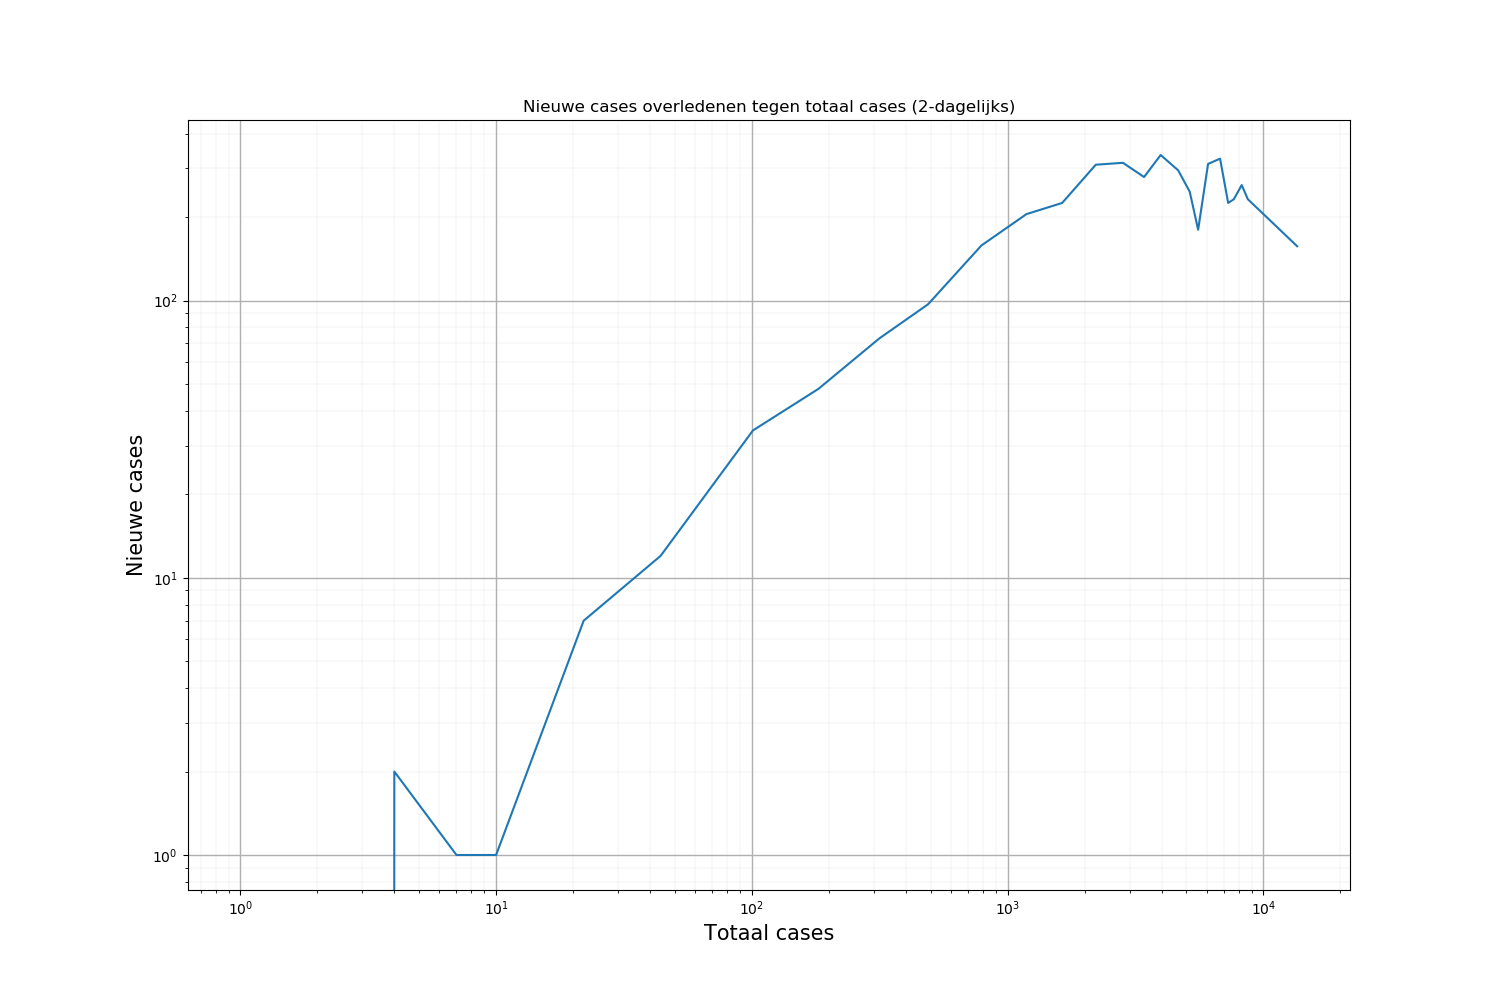 Nieuwe cases overledenen tegen totaal cases (2-dagelijks)
Nieuwe cases
10²
10¹
10⁰
10⁰ 10¹ 10² 10³ 10⁴
Totaal cases